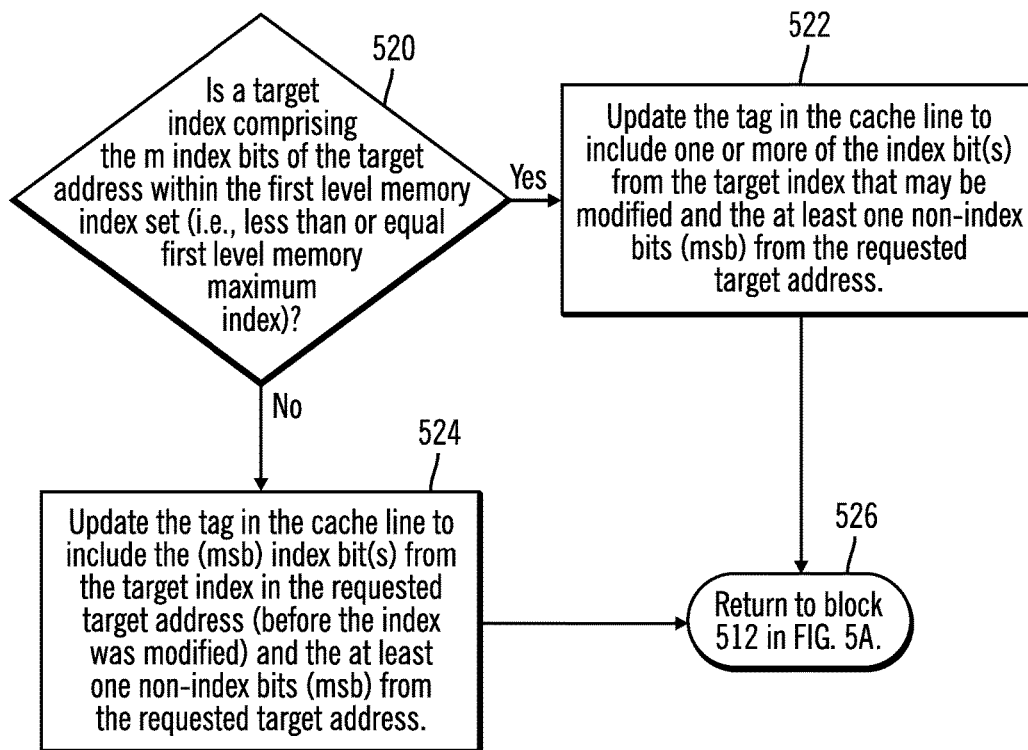 520
Is a target
index comprising
the m index bits of the target
address within the first level memory
index set (i.e., less than or equal
first level memory
maximum
index)?
Yes
522
Update the tag in the cache line to
include one or more of the index bit(s)
from the target index that may be
modified and the at least one non-index
bits (msb) from the requested
target address.
No
524
Update the tag in the cache line to
include the (msb) index bit(s) from
the target index in the requested
target address (before the index
was modified) and the at least
one non-index bits (msb) from
the requested target address.
526
Return to block
512 in FIG. 5A.